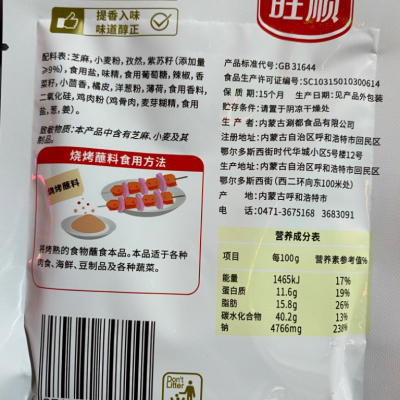 提香入味
味道醇正
旺顺
配料表:芝麻,小麦粉,孜然,紫苏籽(添加量
≥9%),食用盐,味精,食用葡萄糖,辣椒,香
菜籽,小茴香,橘皮,洋葱粉,薄荷,食用香料,
二氧化硅,鸡肉粉(鸡骨肉,麦芽糊精,食用
盐,葱,姜)。
致敏物质:本产品中含有芝麻,小麦及其
制品。
烧烤蘸料食用方法
烧烤蘸料
将烤熟的食物蘸食本品。本品适于各种
肉食、海鲜、豆制品及各种蔬菜。
产品标准代号:GB 31644
食品生产许可证编号:SC10315010300614
保质期:15个月 生产日期:见产品外包装
贮存条件:请置于阴凉干燥处
生产者:内蒙古涮都食品有限公司
注册地址:内蒙古自治区呼和浩特市回民区
鄂尔多斯西街时代华城小区5号楼12号
生产地址:内蒙古自治区呼和浩特市回民区
鄂尔多斯西街(西二环向东100米处)
产地:内蒙古呼和浩特市
电话:0471-3675168 3683091
营养成分表
项目 每100g 营养素参考值%
能量 1465kJ 17%
蛋白质 11.6g 19%
脂肪 15.8g 26%
碳水化合物 40.2g 13%
钠 4766mg 238%
Don't
Litter